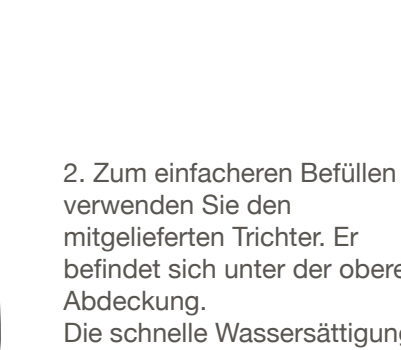 2. Zum einfacheren Befüllen
verwenden Sie den
mitgelieferten Trichter. Er
befindet sich unter der obere
Abdeckung.
Die schnelle Wassersättigung